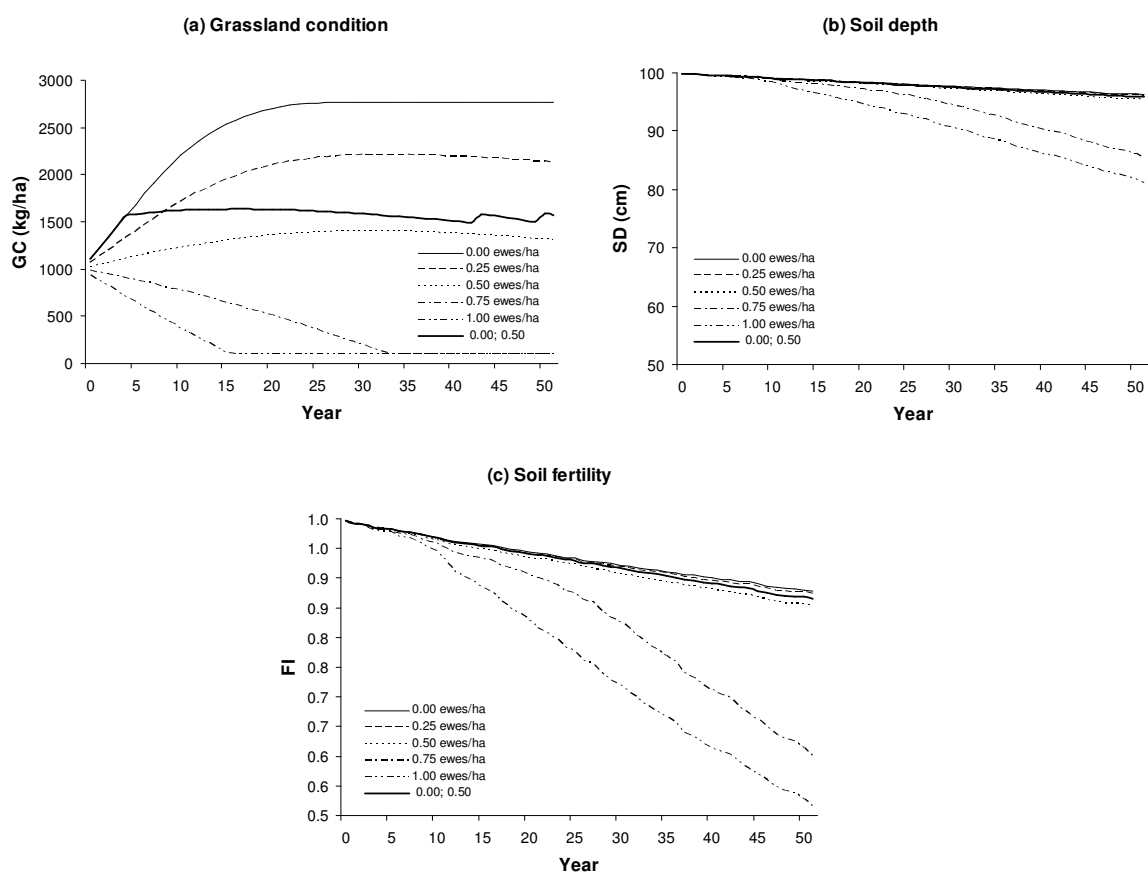 (a) Grassland condition
3000
2500
2000
1500
1000
500
0
GC (kg/ha)
0.00 ewes/ha
0.25 ewes/ha
0.50 ewes/ha
0.75 ewes/ha
1.00 ewes/ha
0.00; 0.50
0 5 10 15 20 25 30 35 40 45 50
Year
(b) Soil depth
100
90
80
70
60
50
SD (cm)
0.00 ewes/ha
0.25 ewes/ha
0.50 ewes/ha
0.75 ewes/ha
1.00 ewes/ha
0.00; 0.50
0 5 10 15 20 25 30 35 40 45 50
Year
(c) Soil fertility
1.0
1.0
0.9
0.9
0.8
0.8
0.7
0.7
0.6
0.6
0.5
FI
0.00 ewes/ha
0.25 ewes/ha
0.50 ewes/ha
0.75 ewes/ha
1.00 ewes/ha
0.00; 0.50
0 5 10 15 20 25 30 35 40 45 50
Year